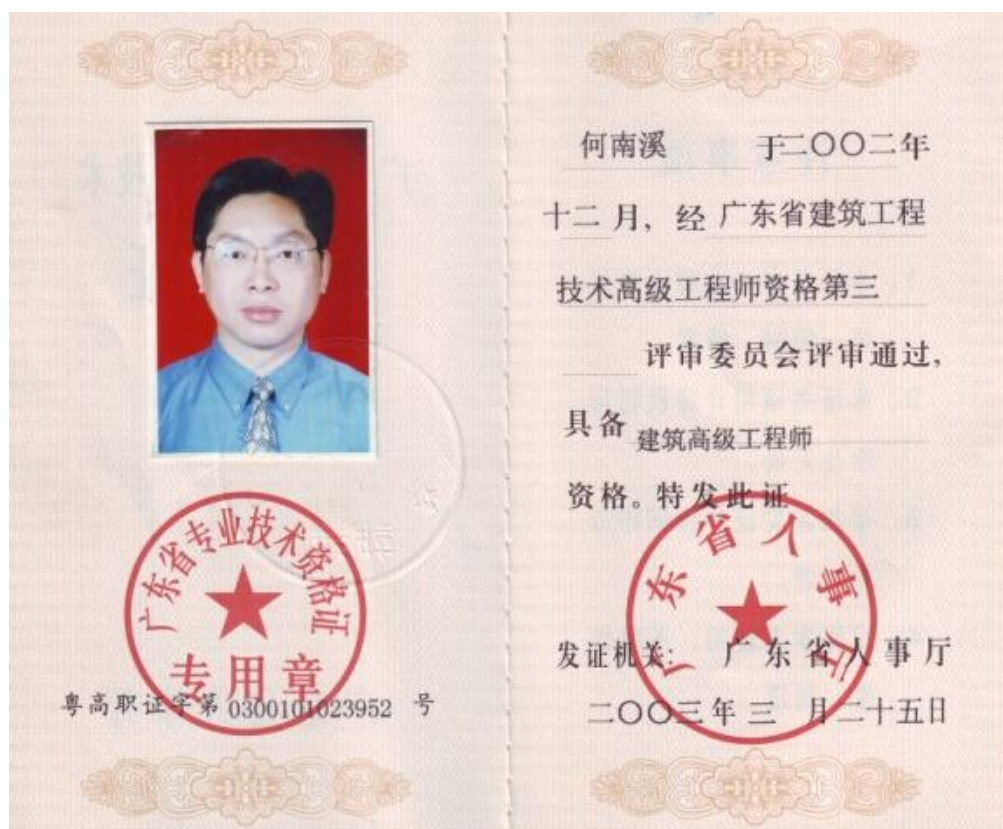 广东省专业技术资格证
专用章
粤高职证字第 0300101023952 号
何南溪 于二〇〇二年
十二月，经 广东省建筑工程
技术高级工程师资格第三
评审委员会评审通过，
具备 建筑高级工程师
资格。特发此证
广东省人事厅
发证机关： 广东省人事厅
二〇〇三年 三 月二十五日